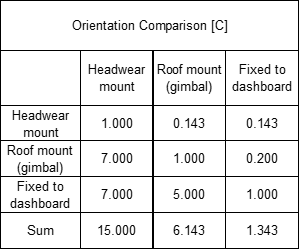 Orientation Comparison [C]
Headwear mount Roof mount (gimbal) Fixed to dashboard
Headwear mount 1.000 0.143 0.143
Roof mount (gimbal) 7.000 1.000 0.200
Fixed to dashboard 7.000 5.000 1.000
Sum 15.000 6.143 1.343